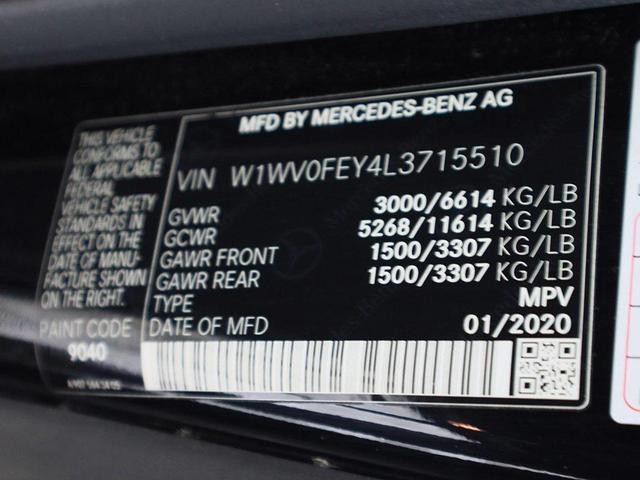 MFD BY MERCEDES-BENZ AG
VIN W1WV0FEY4L3715510
GVWR 3000/6614 KG/LB
GCWR 5268/11614 KG/LB
GAWR FRONT 1500/3307 KG/LB
GAWR REAR 1500/3307 KG/LB
TYPE MPV
DATE OF MFD 01/2020
THIS VEHICLE
CONFORMS TO
ALL APPLICABLE
FEDERAL
VEHICLE SAFETY
STANDARDS IN
EFFECT ON THE
DATE OF MANU-
FACTURE SHOWN
ON THE RIGHT.
PAINT CODE
9040